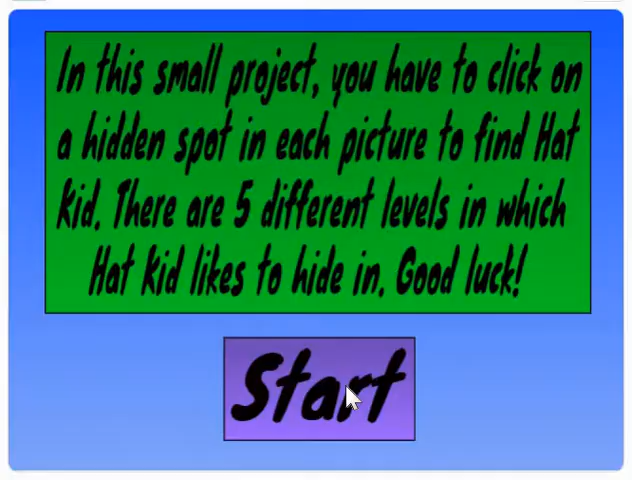 In this small project, you have to click on
a hidden spot in each picture to find Hat
Kid. There are 5 different levels in which
Hat Kid likes to hide in. Good luck!
Start